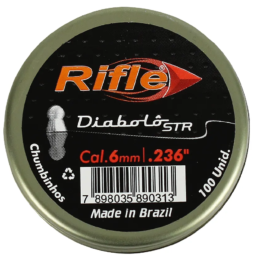 Rifle®
Diabolô STR
Cal.6mm|.236"
7 898035 890313
Made in Brazil
Chumbinhos
100 Unid.